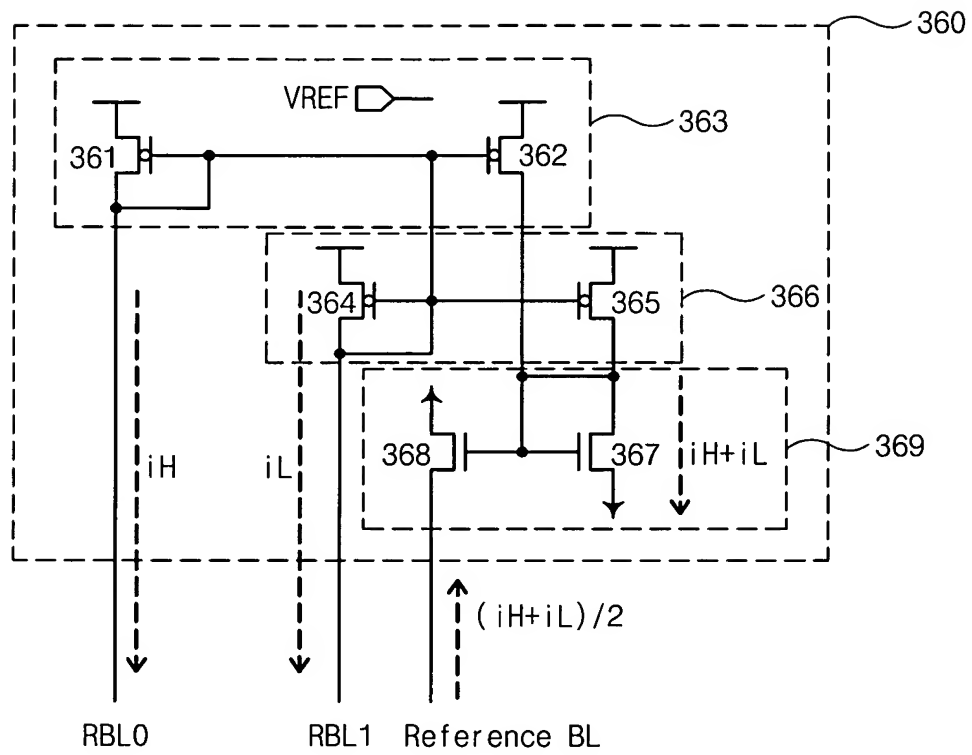 360
VREF
363
361
362
364
365
366
368
367
iH+iL
369
iH
iL
(iH+iL)/2
RBL0
RBL1
Reference BL